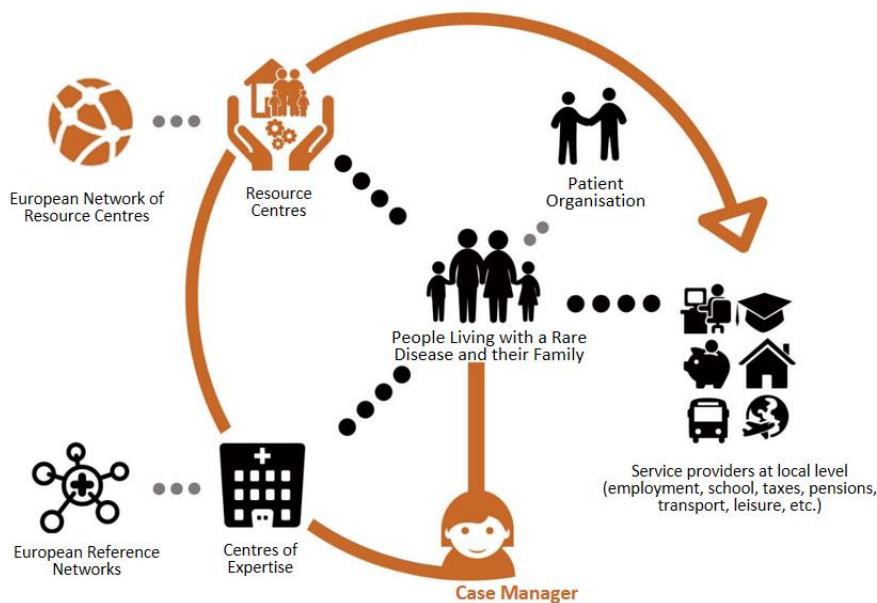 European Network of
Resource Centres
Resource
Centres
Patient
Organisation
People Living with a Rare
Disease and their Family
Service providers at local level
(employment, school, taxes, pensions,
transport, leisure, etc.)
European Reference
Networks
Centres of
Expertise
Case Manager